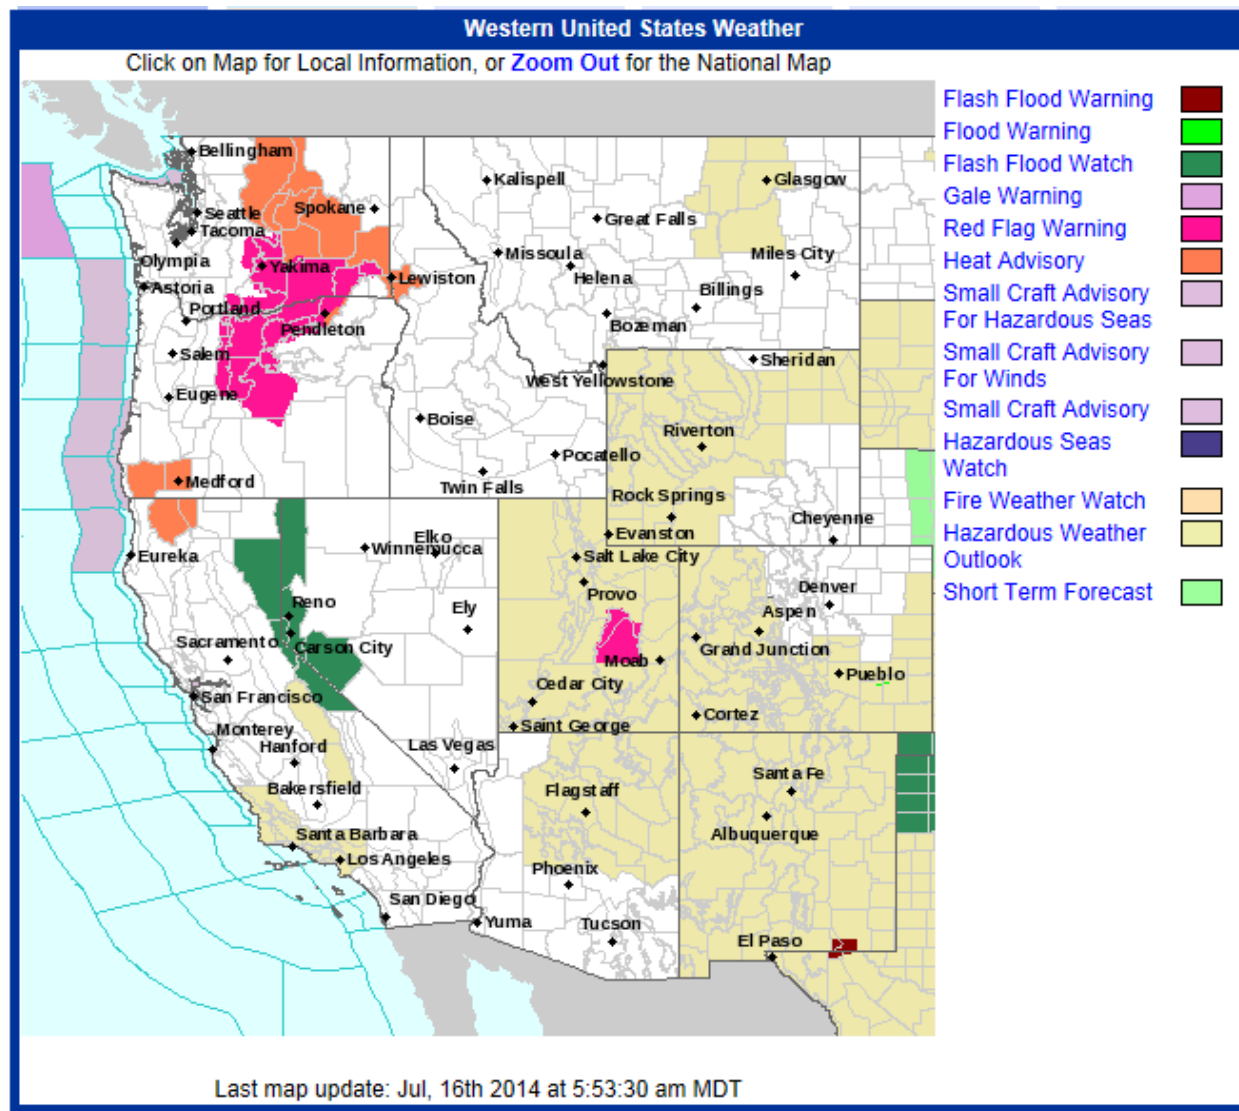 Western United States Weather
Click on Map for Local Information, or Zoom Out for the National Map
Flash Flood Warning
Flood Warning
Flash Flood Watch
Gale Warning
Red Flag Warning
Heat Advisory
Small Craft Advisory
For Hazardous Seas
Small Craft Advisory
For Winds
Small Craft Advisory
Hazardous Seas
Watch
Fire Weather Watch
Hazardous Weather
Outlook
Short Term Forecast
Bellingham
Kalispell
Glasgow
Seattle
Spokane
Great Falls
Tacoma
Olympia
Yakima
Missoula
Miles City
Astoria
Lewiston
Helena
Billings
Portland
Pendleton
Bozeman
Salem
Sheridan
West Yellowstone
Eugene
Boise
Riverton
Pocatello
Medford
Twin Falls
Rock Springs
Cheyenne
Elko
Evanston
Eureka
Winnemucca
Salt Lake City
Reno
Provo
Denver
Ely
Aspen
Sacramento
Carson City
Grand Junction
Moab
Pueblo
Cedar City
San Francisco
Cortez
Saint George
Monterey
Hanford
Las Vegas
Santa Fe
Bakersfield
Flagstaff
Albuquerque
Santa Barbara
Los Angeles
Phoenix
San Diego
Yuma
Tucson
El Paso
Last map update: Jul, 16th 2014 at 5:53:30 am MDT